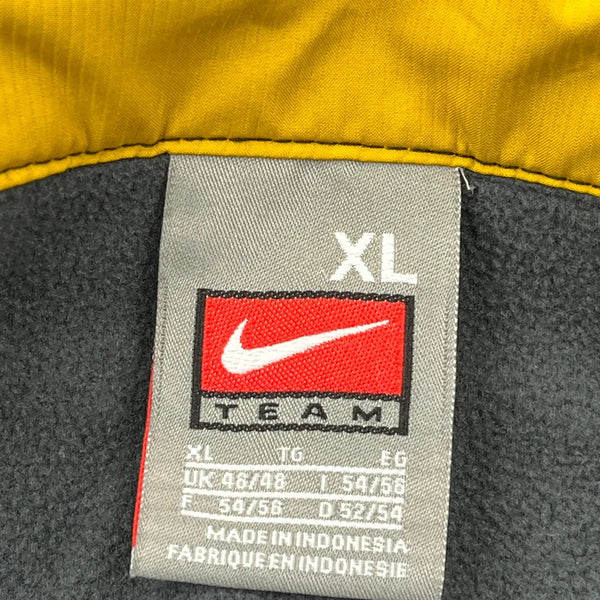 XL
TEAM
XL TG EG
UK 46/48 I 54/56
F 54/56 D 52/54
MADE IN INDONESIA
FABRIQUE EN INDONESIE